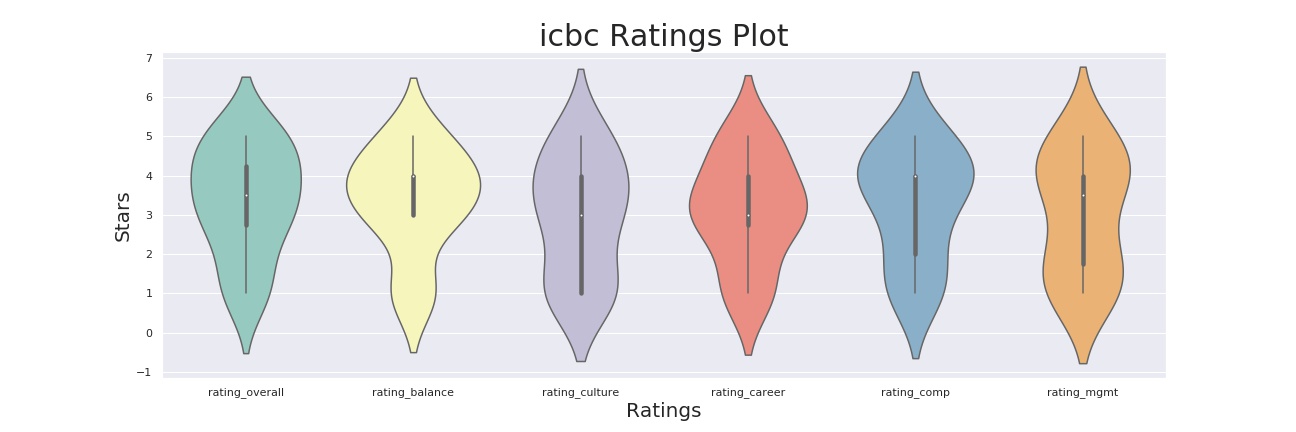 icbc Ratings Plot
7
6
5
4
3
2
1
0
−1
Stars
rating_overall rating_balance rating_culture rating_career rating_comp rating_mgmt
Ratings